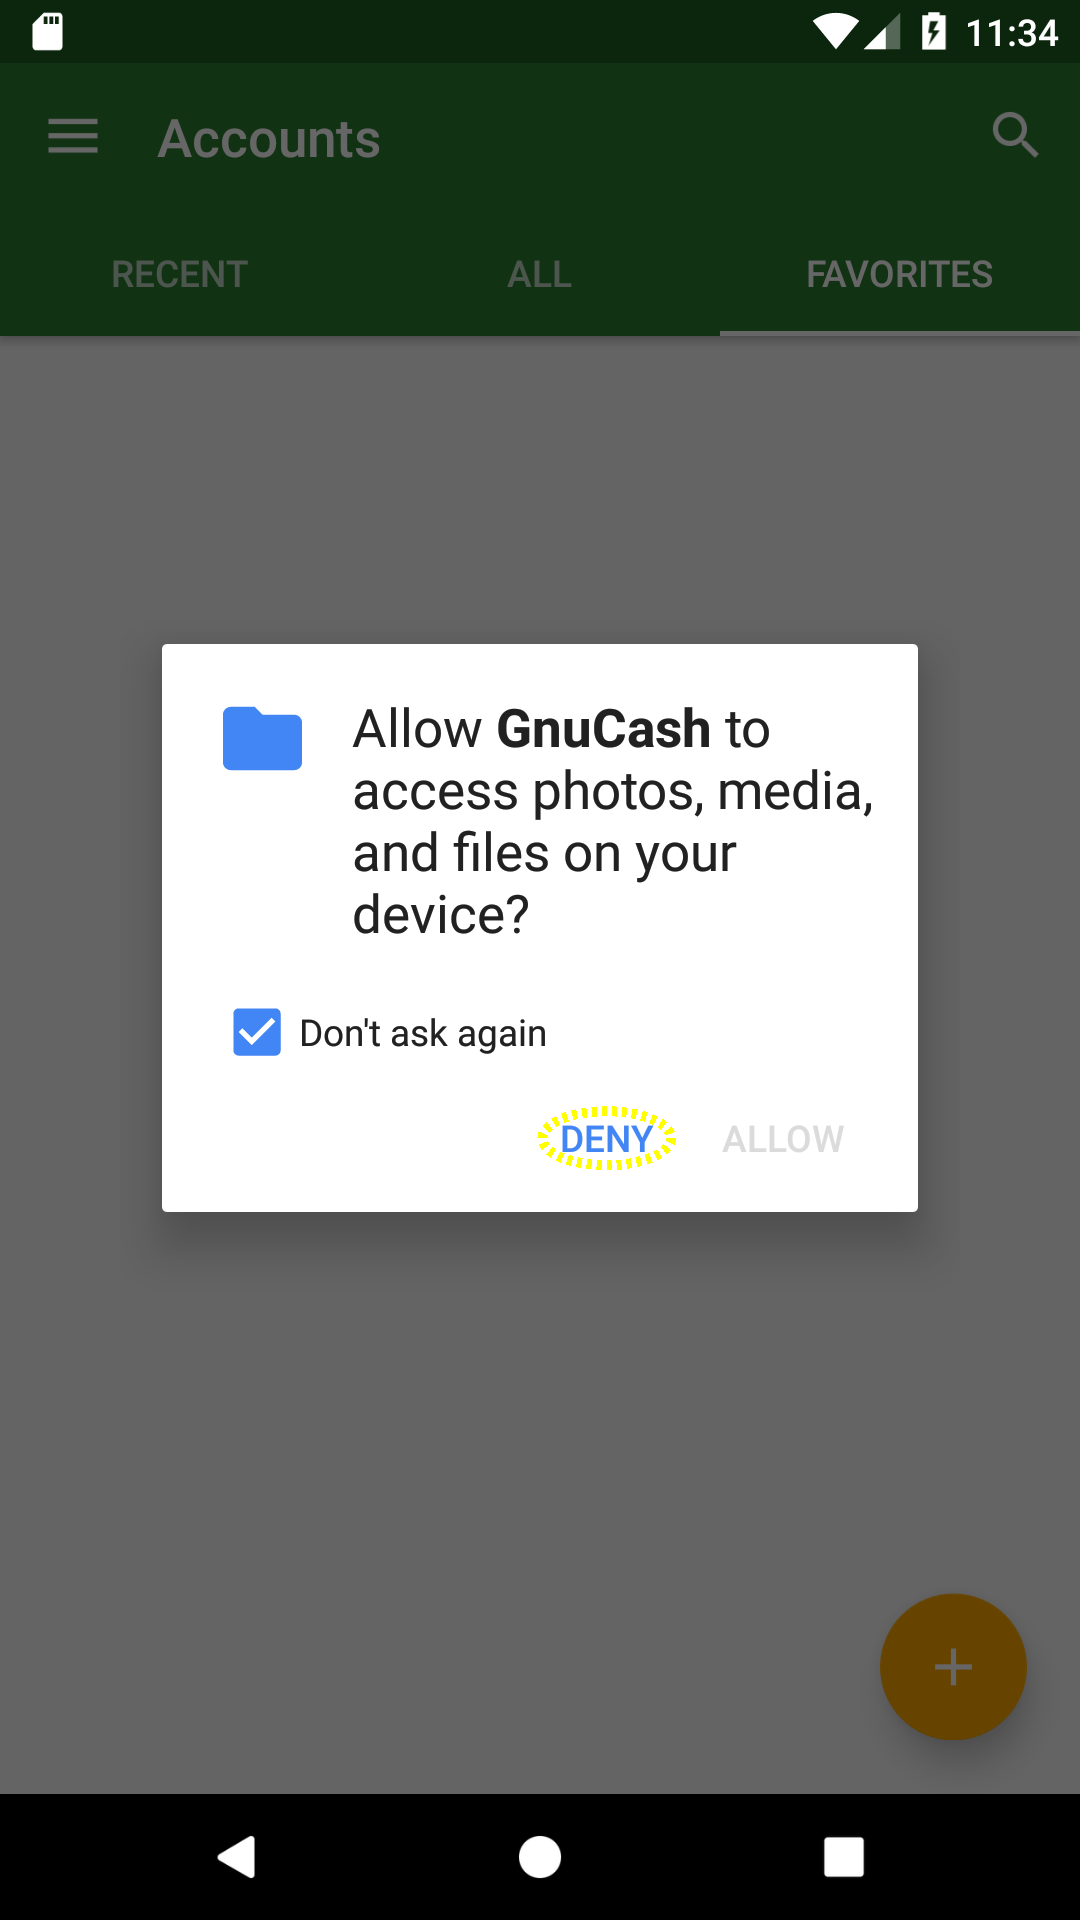 11:34
Accounts
RECENT ALL FAVORITES
Allow GnuCash to
access photos, media,
and files on your
device?
Don't ask again
DENY ALLOW